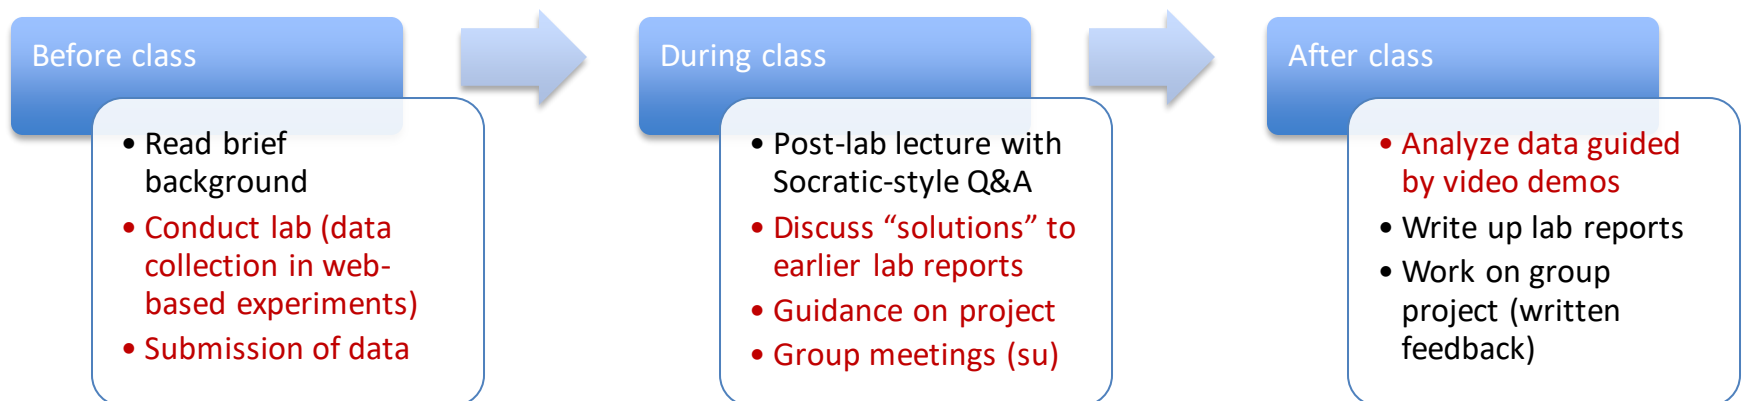 Before class
• Read brief
background
• Conduct lab (data
collection in web-
based experiments)
• Submission of data
During class
• Post-lab lecture with
Socratic-style Q&A
• Discuss “solutions” to
earlier lab reports
• Guidance on project
• Group meetings (su)
After class
• Analyze data guided
by video demos
• Write up lab reports
• Work on group
project (written
feedback)